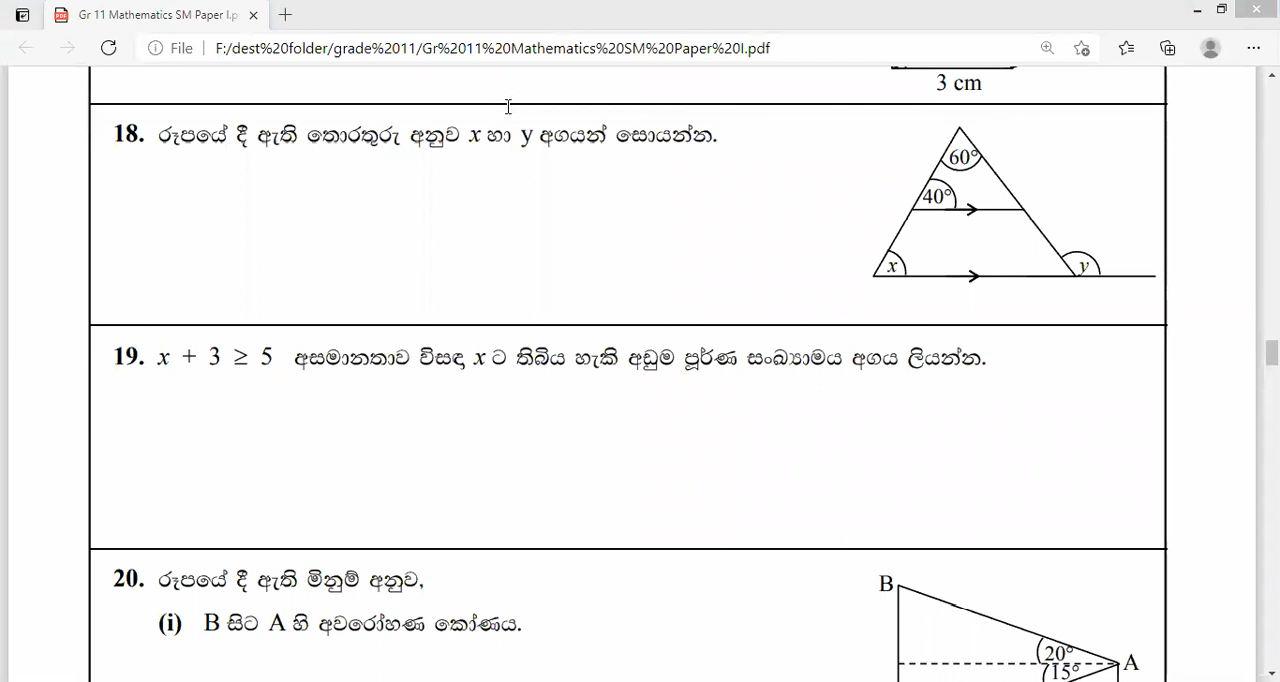 Gr 11 Mathematics SM Paper I.p
File F:/dest%20folder/grade%2011/Gr%2011%20Mathematics%20SM%20Paper%20I.pdf
3 cm
18. රූපයේ දී ඇති තොරතුරු අනුව x හා y අගයන් සොයන්න.
60°
40°
x
y
19. x + 3 ≥ 5 අසමානතාව විසඳා x ට තිබිය හැකි අඩුම පූර්ණ සංඛ්‍යාමය අගය ලියන්න.
20. රූපයේ දී ඇති මිනුම් අනුව,
B
(i) B සිට A හි අවරෝහණ කෝණය.
20°
A
15°